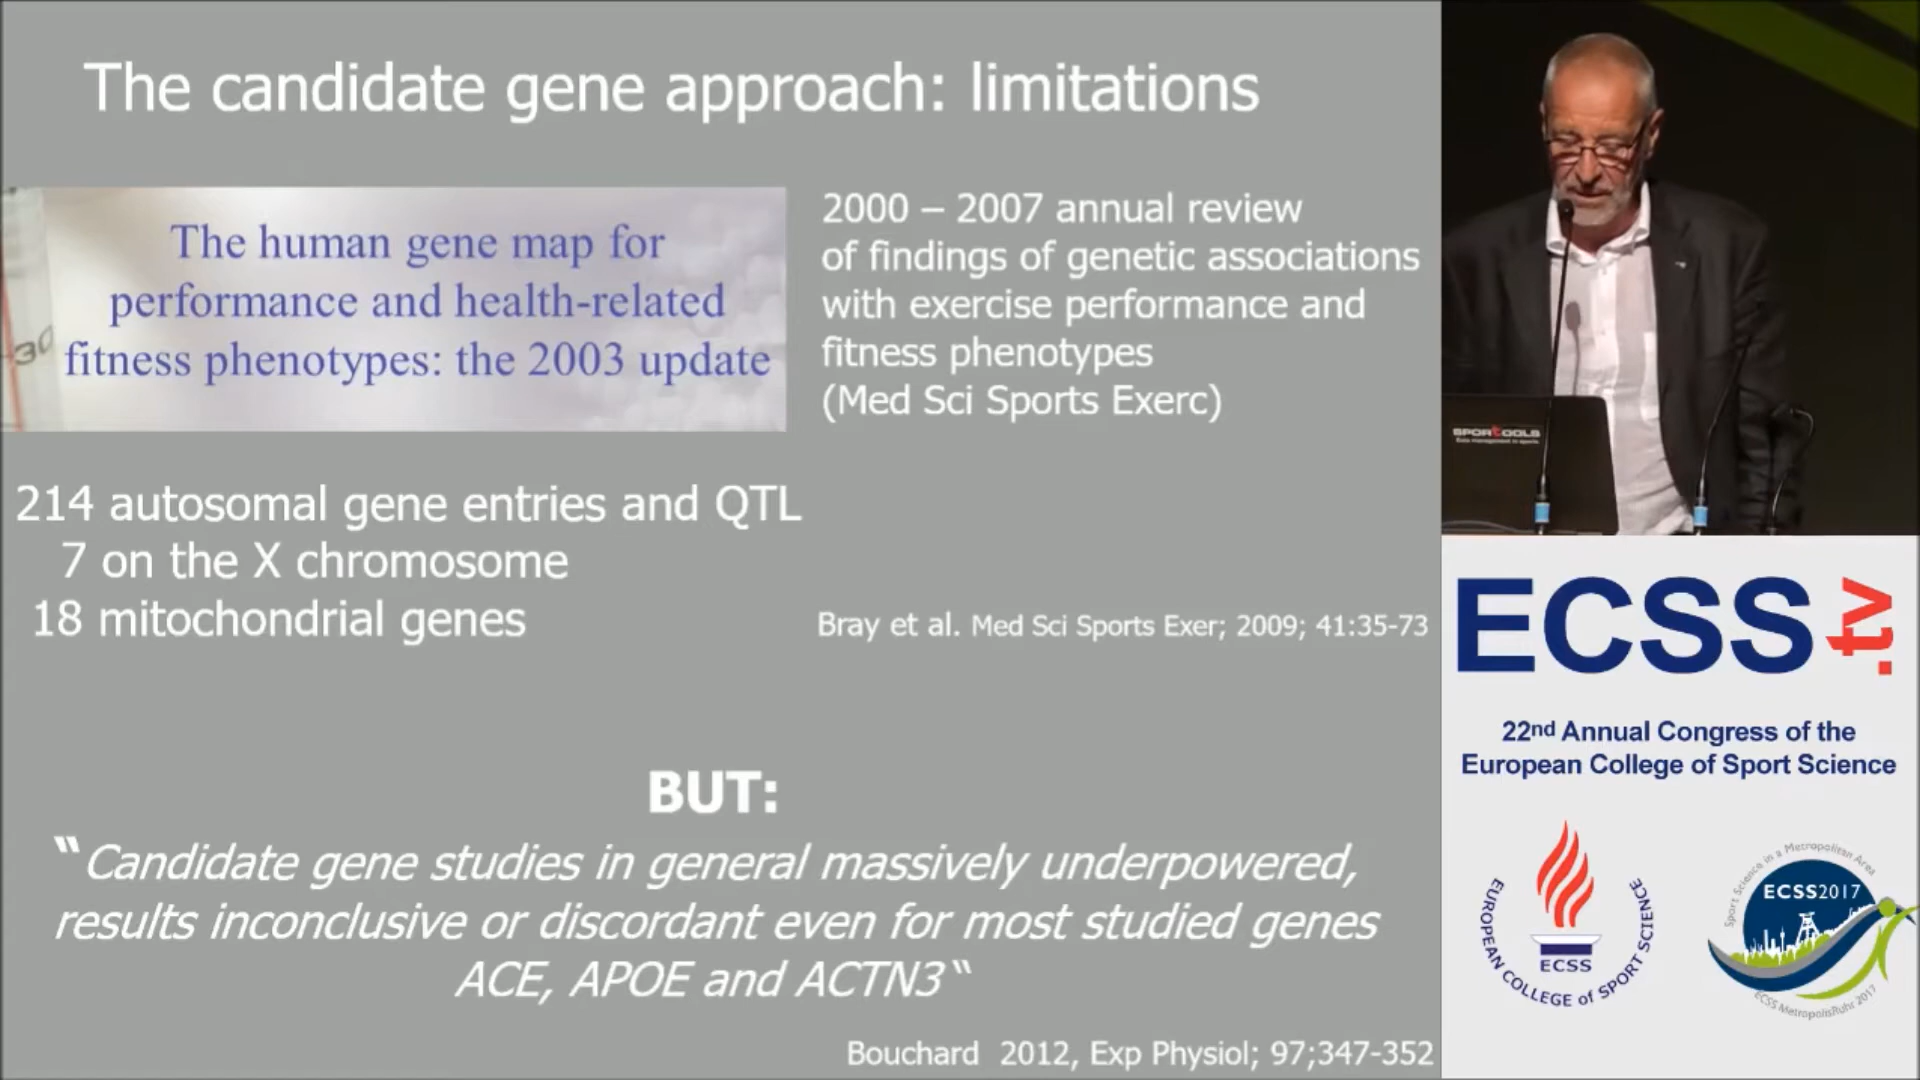 The candidate gene approach: limitations
The human gene map for
performance and health-related
fitness phenotypes: the 2003 update
30
2000 – 2007 annual review
of findings of genetic associations
with exercise performance and
fitness phenotypes
(Med Sci Sports Exerc)
214 autosomal gene entries and QTL
7 on the X chromosome
18 mitochondrial genes
Bray et al. Med Sci Sports Exer; 2009; 41:35-73
BUT:
“Candidate gene studies in general massively underpowered,
results inconclusive or discordant even for most studied genes
ACE, APOE and ACTN3“
Bouchard 2012, Exp Physiol; 97;347-352
SPORTOOLS
ECSS.tv
22nd Annual Congress of the
European College of Sport Science
EUROPEAN COLLEGE of SPORT SCIENCE
ECSS
Sport Science in a Metropolitan Area
ECSS2017
ECSS MetropolisRuhr 2017